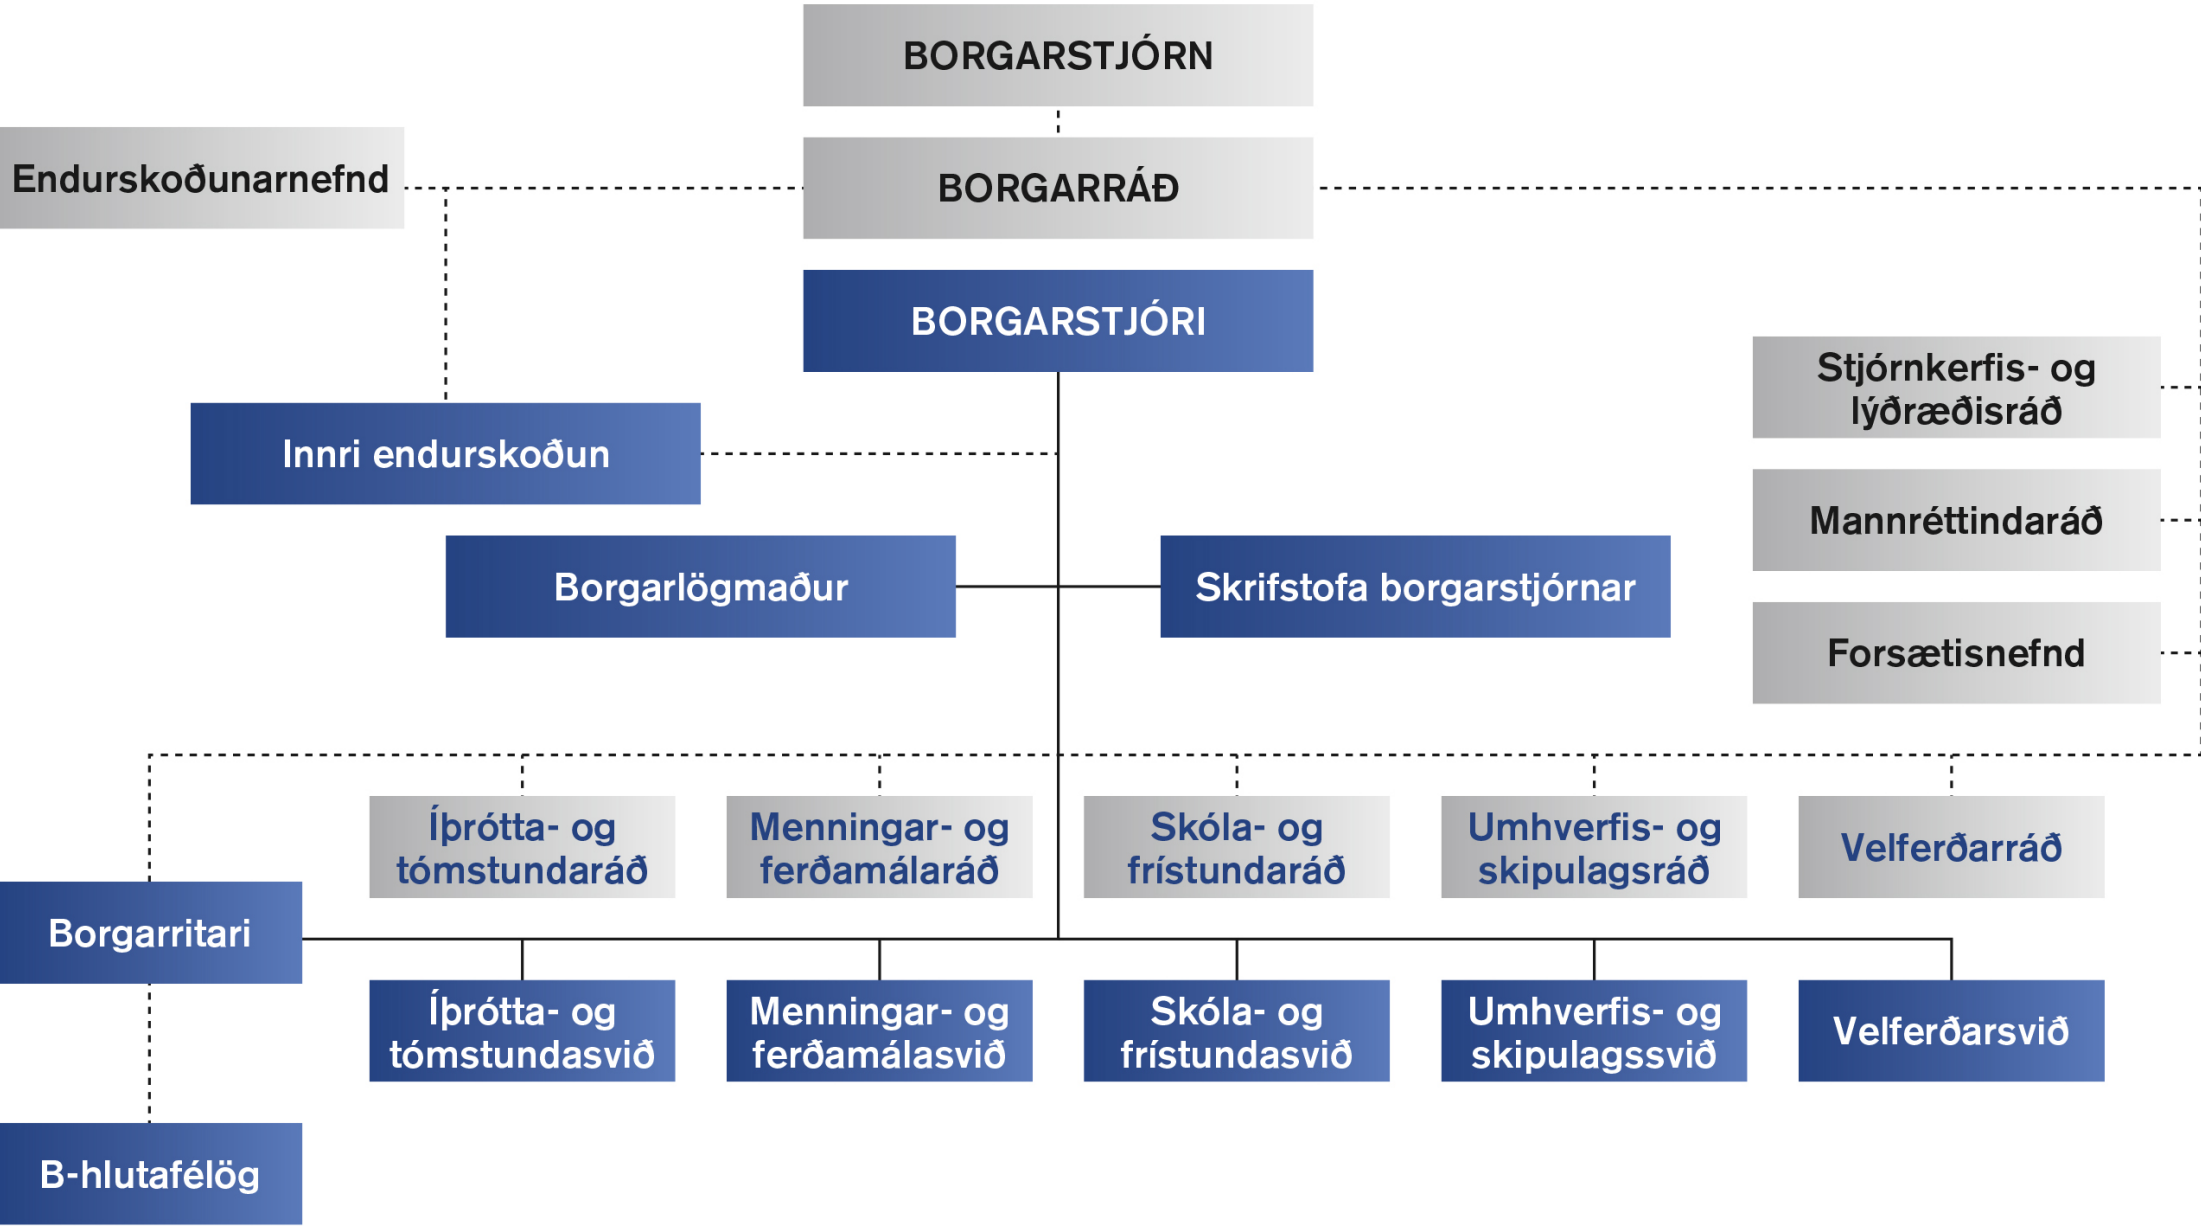 BORGARSTJÓRN
Endurskoðunarnefnd
BORGARRÁÐ
BORGARSTJÓRI
Stjórnkerfis- og
lýðræðisráð
Innri endurskoðun
Mannréttindaráð
Borgarlögmaður
Skrifstofa borgarstjórnar
Forsætisnefnd
Íþrótta- og
tómstundaráð
Menningar- og
ferðamálaráð
Skóla- og
frístundaráð
Umhverfis- og
skipulagsráð
Velferðarráð
Borgarritari
Íþrótta- og
tómstundasvið
Menningar- og
ferðamálasvið
Skóla- og
frístundasvið
Umhverfis- og
skipulagssvið
Velferðarsvið
B-hlutafélög